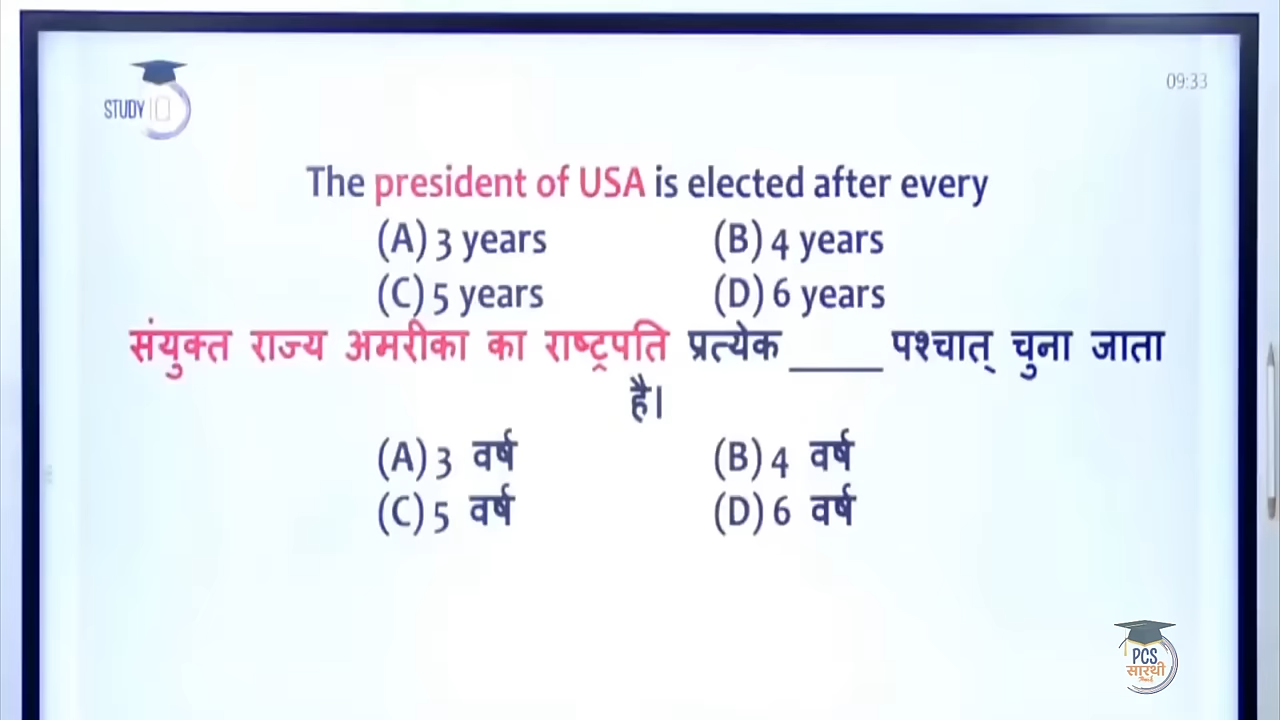 STUDY
09:33
The president of USA is elected after every
(A) 3 years (B) 4 years
(C) 5 years (D) 6 years
संयुक्त राज्य अमरीका का राष्ट्रपति प्रत्येक _____ पश्चात् चुना जाता
है।
(A) 3 वर्ष (B) 4 वर्ष
(C) 5 वर्ष (D) 6 वर्ष
PCS
सारथी